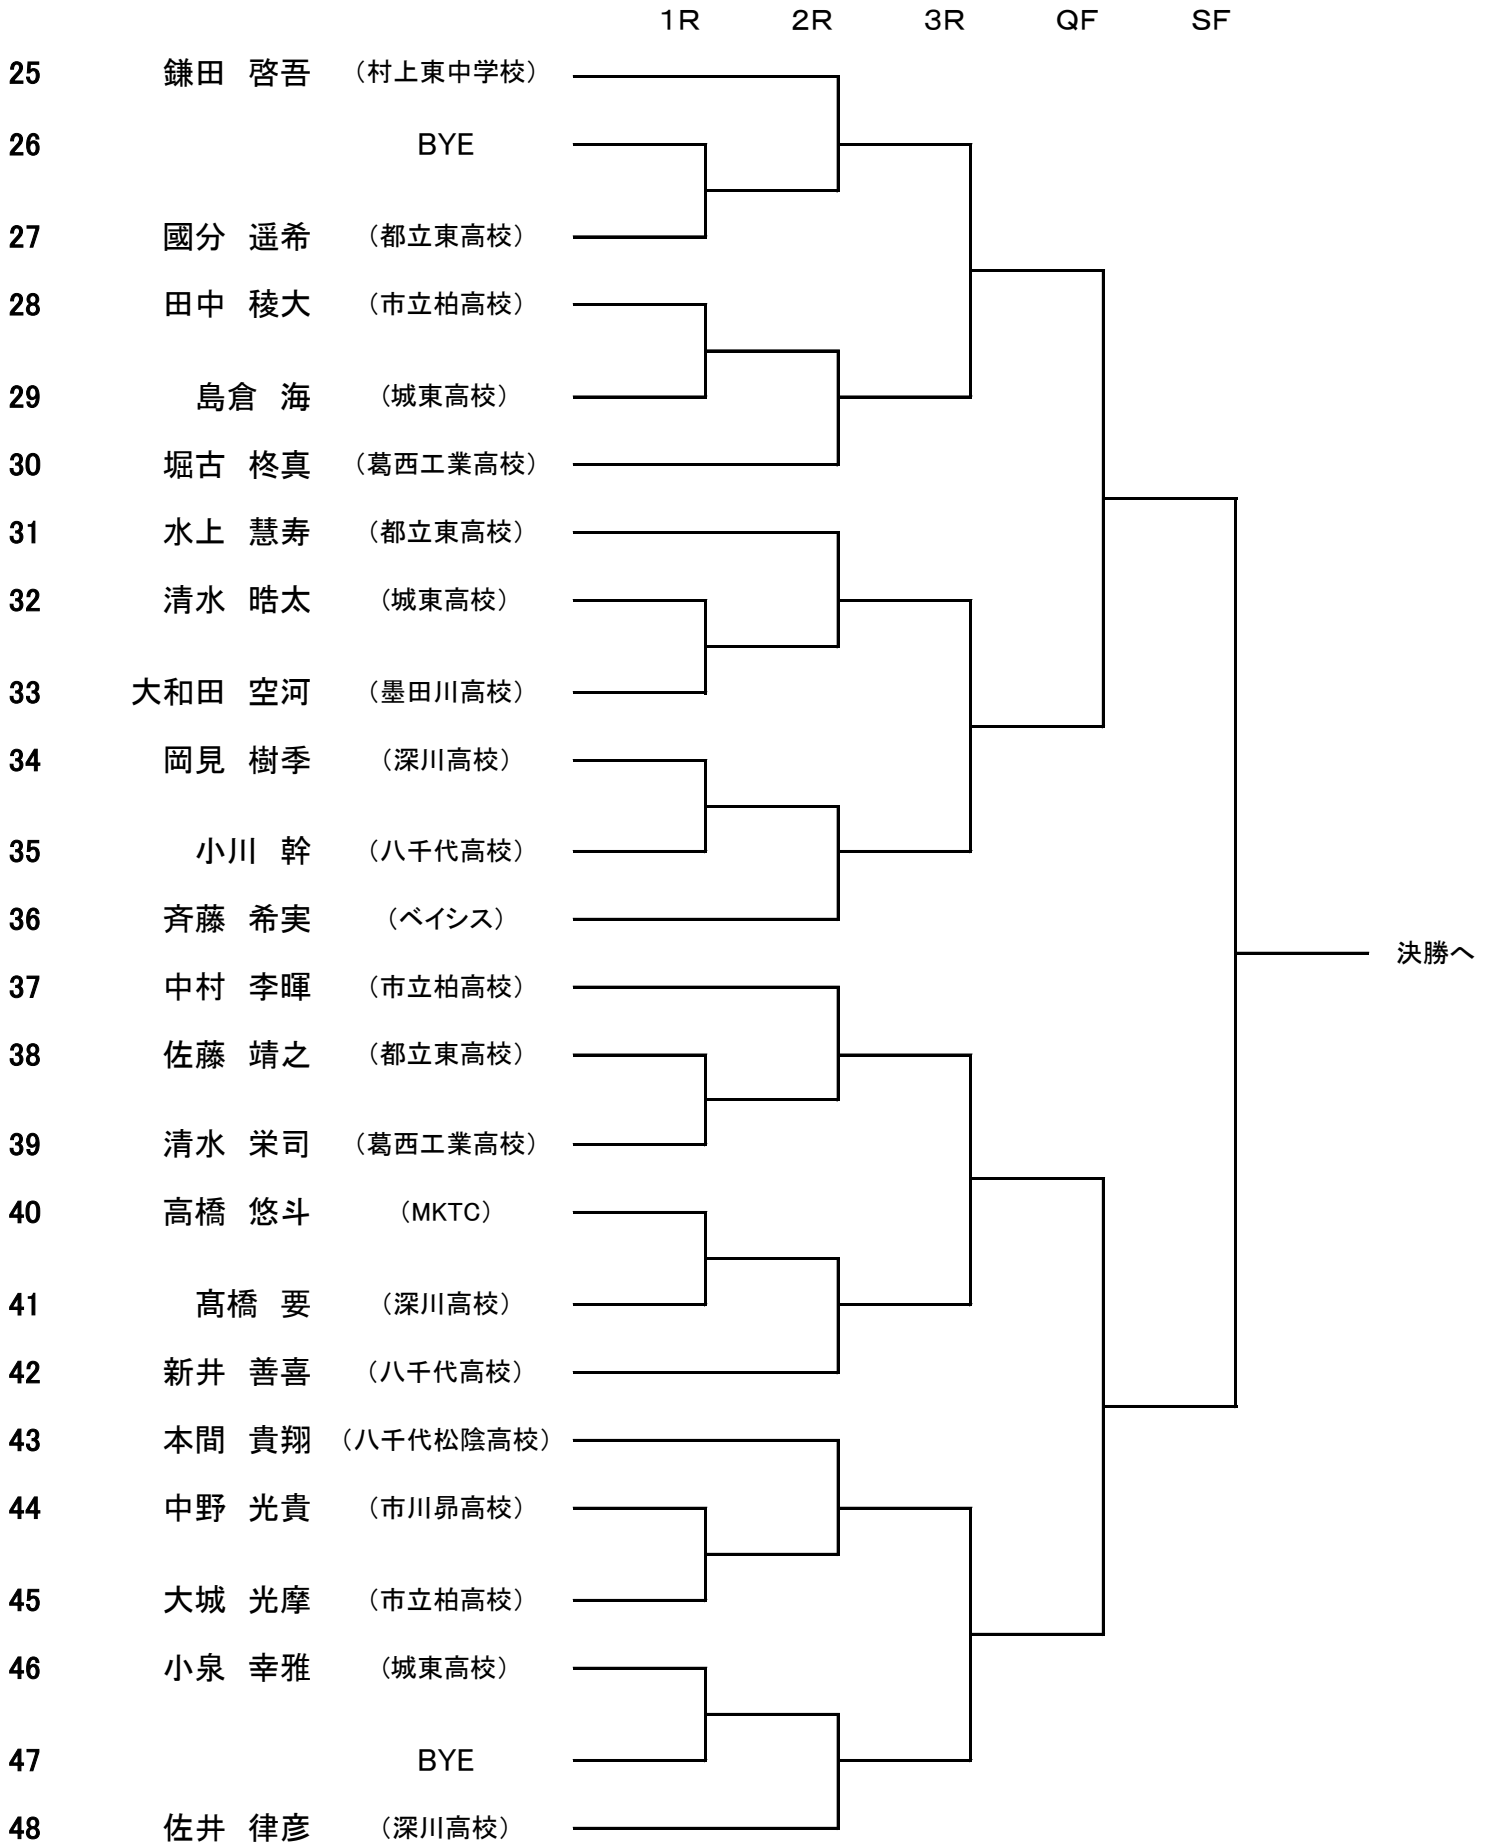 1R 2R 3R QF SF
25 鎌田 啓吾 (村上東中学校)
26 BYE
27 國分 遥希 (都立東高校)
28 田中 稜大 (市立柏高校)
29 島倉 海 (城東高校)
30 堀古 柊真 (葛西工業高校)
31 水上 慧寿 (都立東高校)
32 清水 晧太 (城東高校)
33 大和田 空河 (墨田川高校)
34 岡見 樹季 (深川高校)
35 小川 幹 (八千代高校)
36 斉藤 希実 (ベイシス)
決勝へ
37 中村 李暉 (市立柏高校)
38 佐藤 靖之 (都立東高校)
39 清水 栄司 (葛西工業高校)
40 高橋 悠斗 (MKTC)
41 髙橋 要 (深川高校)
42 新井 善喜 (八千代高校)
43 本間 貴翔 (八千代松陰高校)
44 中野 光貴 (市川昴高校)
45 大城 光摩 (市立柏高校)
46 小泉 幸雅 (城東高校)
47 BYE
48 佐井 律彦 (深川高校)